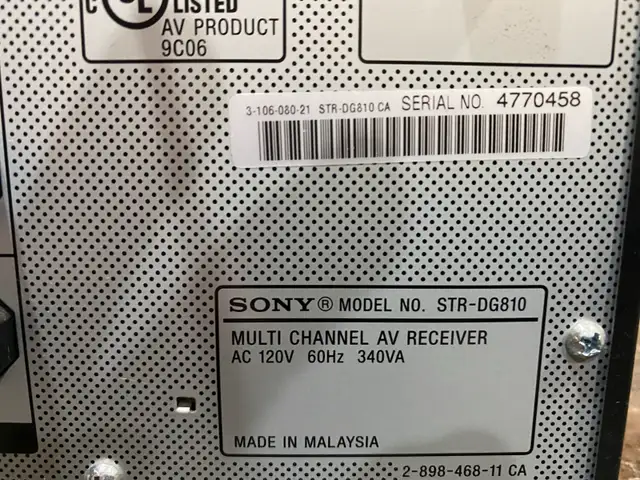 C UL LISTED
AV PRODUCT
9C06
3-106-080-21 STR-DG810 CA SERIAL NO. 4770458
SONY® MODEL NO. STR-DG810
MULTI CHANNEL AV RECEIVER
AC 120V 60Hz 340VA
MADE IN MALAYSIA
2-898-468-11 CA